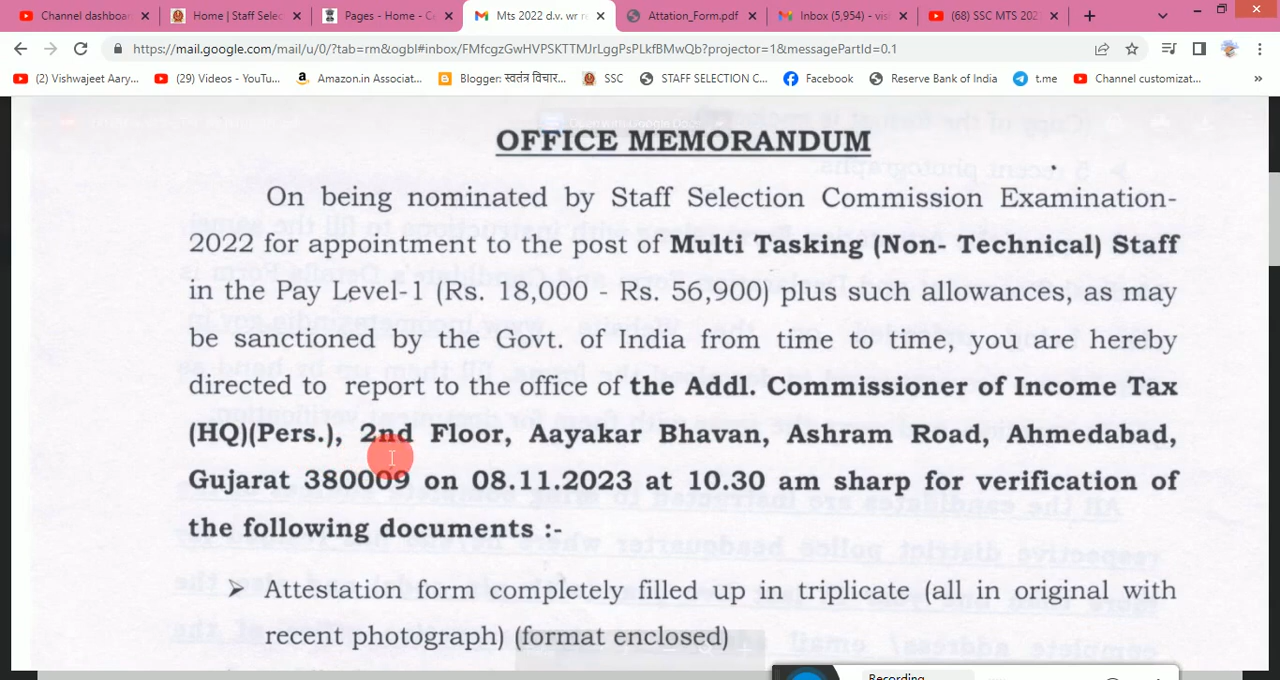 Channel dashboar
Home | Staff Selec
Pages - Home - C
Mts 2022 d.v. wr r
Attation_Form.pdf
Inbox (5,954) - vis
(68) SSC MTS 202
https://mail.google.com/mail/u/0/?tab=rm&ogbl#inbox/FMfcgzGwHVPSKTTMJrLggPsPLkfBMwQb?projector=1&messagePartId=0.1
(2) Vishwajeet Aary...
(29) Videos - YouTu...
Amazon.in Associat...
Blogger: स्वतंत्र विचार...
SSC
STAFF SELECTION C...
Facebook
Reserve Bank of India
t.me
Channel customizat...
OFFICE MEMORANDUM
On being nominated by Staff Selection Commission Examination-
2022 for appointment to the post of Multi Tasking (Non- Technical) Staff
in the Pay Level-1 (Rs. 18,000 - Rs. 56,900) plus such allowances, as may
be sanctioned by the Govt. of India from time to time, you are hereby
directed to report to the office of the Addl. Commissioner of Income Tax
(HQ)(Pers.), 2nd Floor, Aayakar Bhavan, Ashram Road, Ahmedabad,
Gujarat 380009 on 08.11.2023 at 10.30 am sharp for verification of
the following documents :-
➢ Attestation form completely filled up in triplicate (all in original with
recent photograph) (format enclosed)
Recording